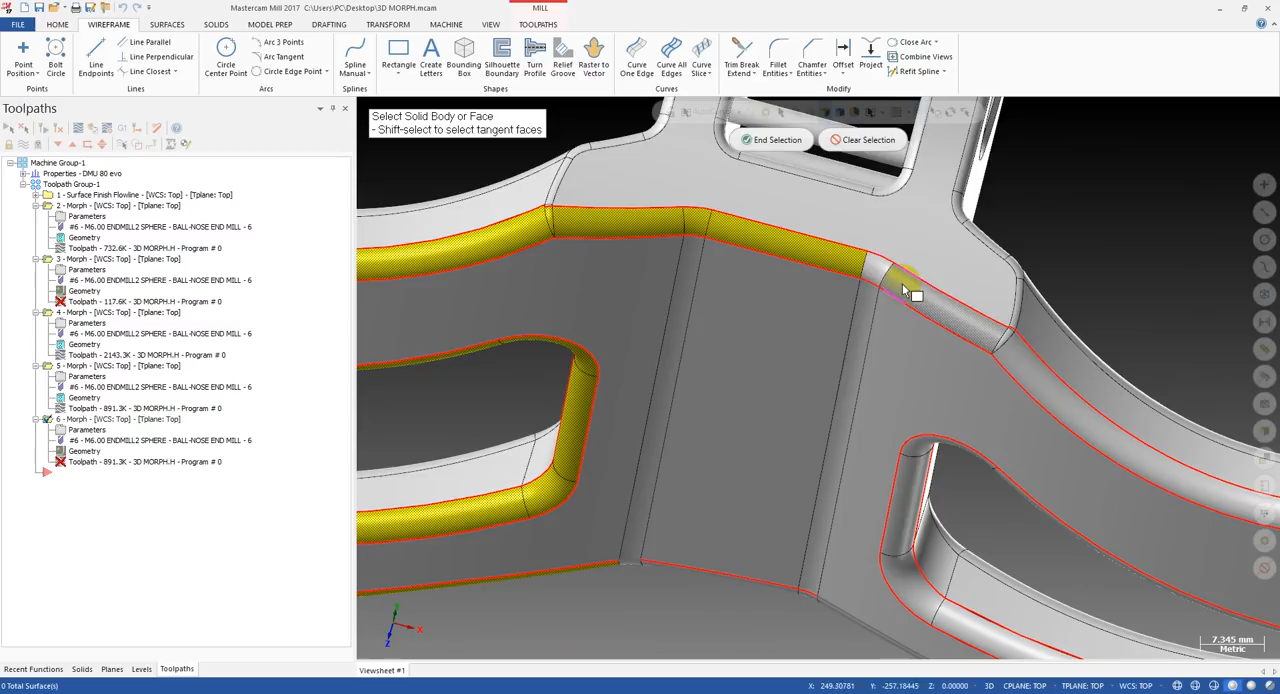 Mastercam Mill 2017 C:\Users\PC\Desktop\3D MORPH.mcam
MILL
FILE HOME WIREFRAME SURFACES SOLIDS MODEL PREP DRAFTING TRANSFORM MACHINE VIEW TOOLPATHS
Point Position
Bolt Circle
Points
Line Endpoints
Line Parallel
Line Perpendicular
Line Closest
Lines
Circle Center Point
Arc 3 Points
Arc Tangent
Circle Edge Point
Arcs
Spline Manual
Splines
Rectangle
Create Letters
Bounding Box
Silhouette Boundary
Turn Profile
Relief Groove
Raster to Vector
Shapes
Curve One Edge
Curve All Edges
Curve Slice
Curves
Trim Break Extend
Fillet Entities
Chamfer Entities
Offset
Project
Close Arc
Combine Views
Refit Spline
Modify
Toolpaths
Machine Group-1
Properties - DMU 80 evo
Toolpath Group-1
1 - Surface Finish Flowline - [WCS: Top] - [Tplane: Top]
2 - Morph - [WCS: Top] - [Tplane: Top]
Parameters
#6 - M6.00 ENDMILL2 SPHERE - BALL-NOSE END MILL - 6
Geometry
Toolpath - 732.6K - 3D MORPH.H - Program # 0
3 - Morph - [WCS: Top] - [Tplane: Top]
Parameters
#6 - M6.00 ENDMILL2 SPHERE - BALL-NOSE END MILL - 6
Geometry
Toolpath - 117.6K - 3D MORPH.H - Program # 0
4 - Morph - [WCS: Top] - [Tplane: Top]
Parameters
#6 - M6.00 ENDMILL2 SPHERE - BALL-NOSE END MILL - 6
Geometry
Toolpath - 2143.3K - 3D MORPH.H - Program # 0
5 - Morph - [WCS: Top] - [Tplane: Top]
Parameters
#6 - M6.00 ENDMILL2 SPHERE - BALL-NOSE END MILL - 6
Geometry
Toolpath - 891.3K - 3D MORPH.H - Program # 0
6 - Morph - [WCS: Top] - [Tplane: Top]
Parameters
#6 - M6.00 ENDMILL2 SPHERE - BALL-NOSE END MILL - 6
Geometry
Toolpath - 891.3K - 3D MORPH.H - Program # 0
Select Solid Body or Face
- Shift-select to select tangent faces
End Selection
Clear Selection
Y
X
Z
7.345 mm
Metric
Recent Functions Solids Planes Levels Toolpaths
Viewsheet #1
0 Total Surface(s)
X: 249.30781 Y: -257.18445 Z: 0.00000 3D CPLANE: TOP TPLANE: TOP WCS: TOP